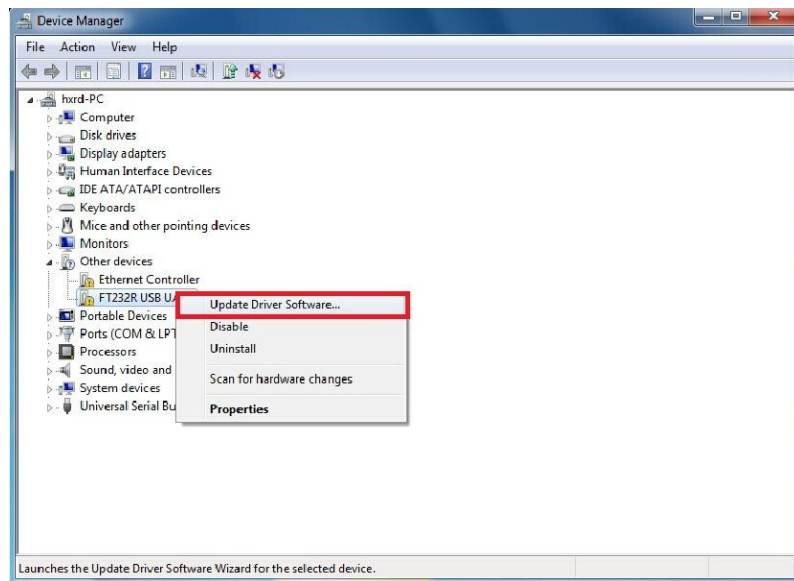 Device Manager
File Action View Help
hxrd-PC
Computer
Disk drives
Display adapters
Human Interface Devices
IDE ATA/ATAPI controllers
Keyboards
Mice and other pointing devices
Monitors
Other devices
Ethernet Controller
FT232R USB UA
Update Driver Software...
Portable Devices
Disable
Ports (COM & LPT
Processors
Uninstall
Sound, video and
Scan for hardware changes
System devices
Universal Serial Bu
Properties
Launches the Update Driver Software Wizard for the selected device.